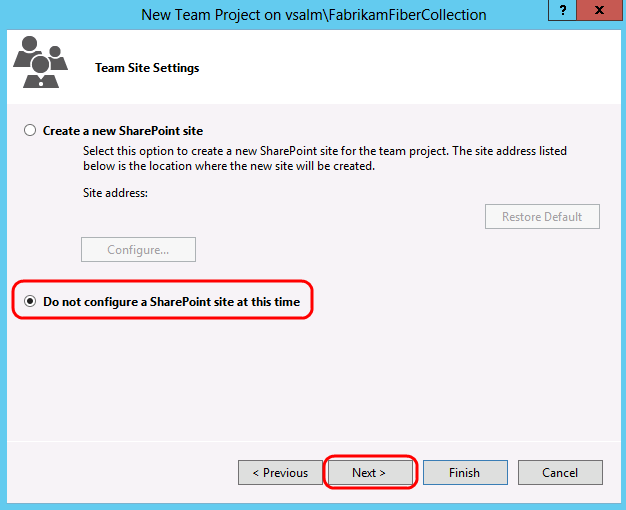 New Team Project on vsalm\FabrikamFiberCollection
? x
Team Site Settings
Create a new SharePoint site
Select this option to create a new SharePoint site for the team project. The site address listed
below is the location where the new site will be created.
Site address:
Restore Default
Configure...
Do not configure a SharePoint site at this time
< Previous Next > Finish Cancel